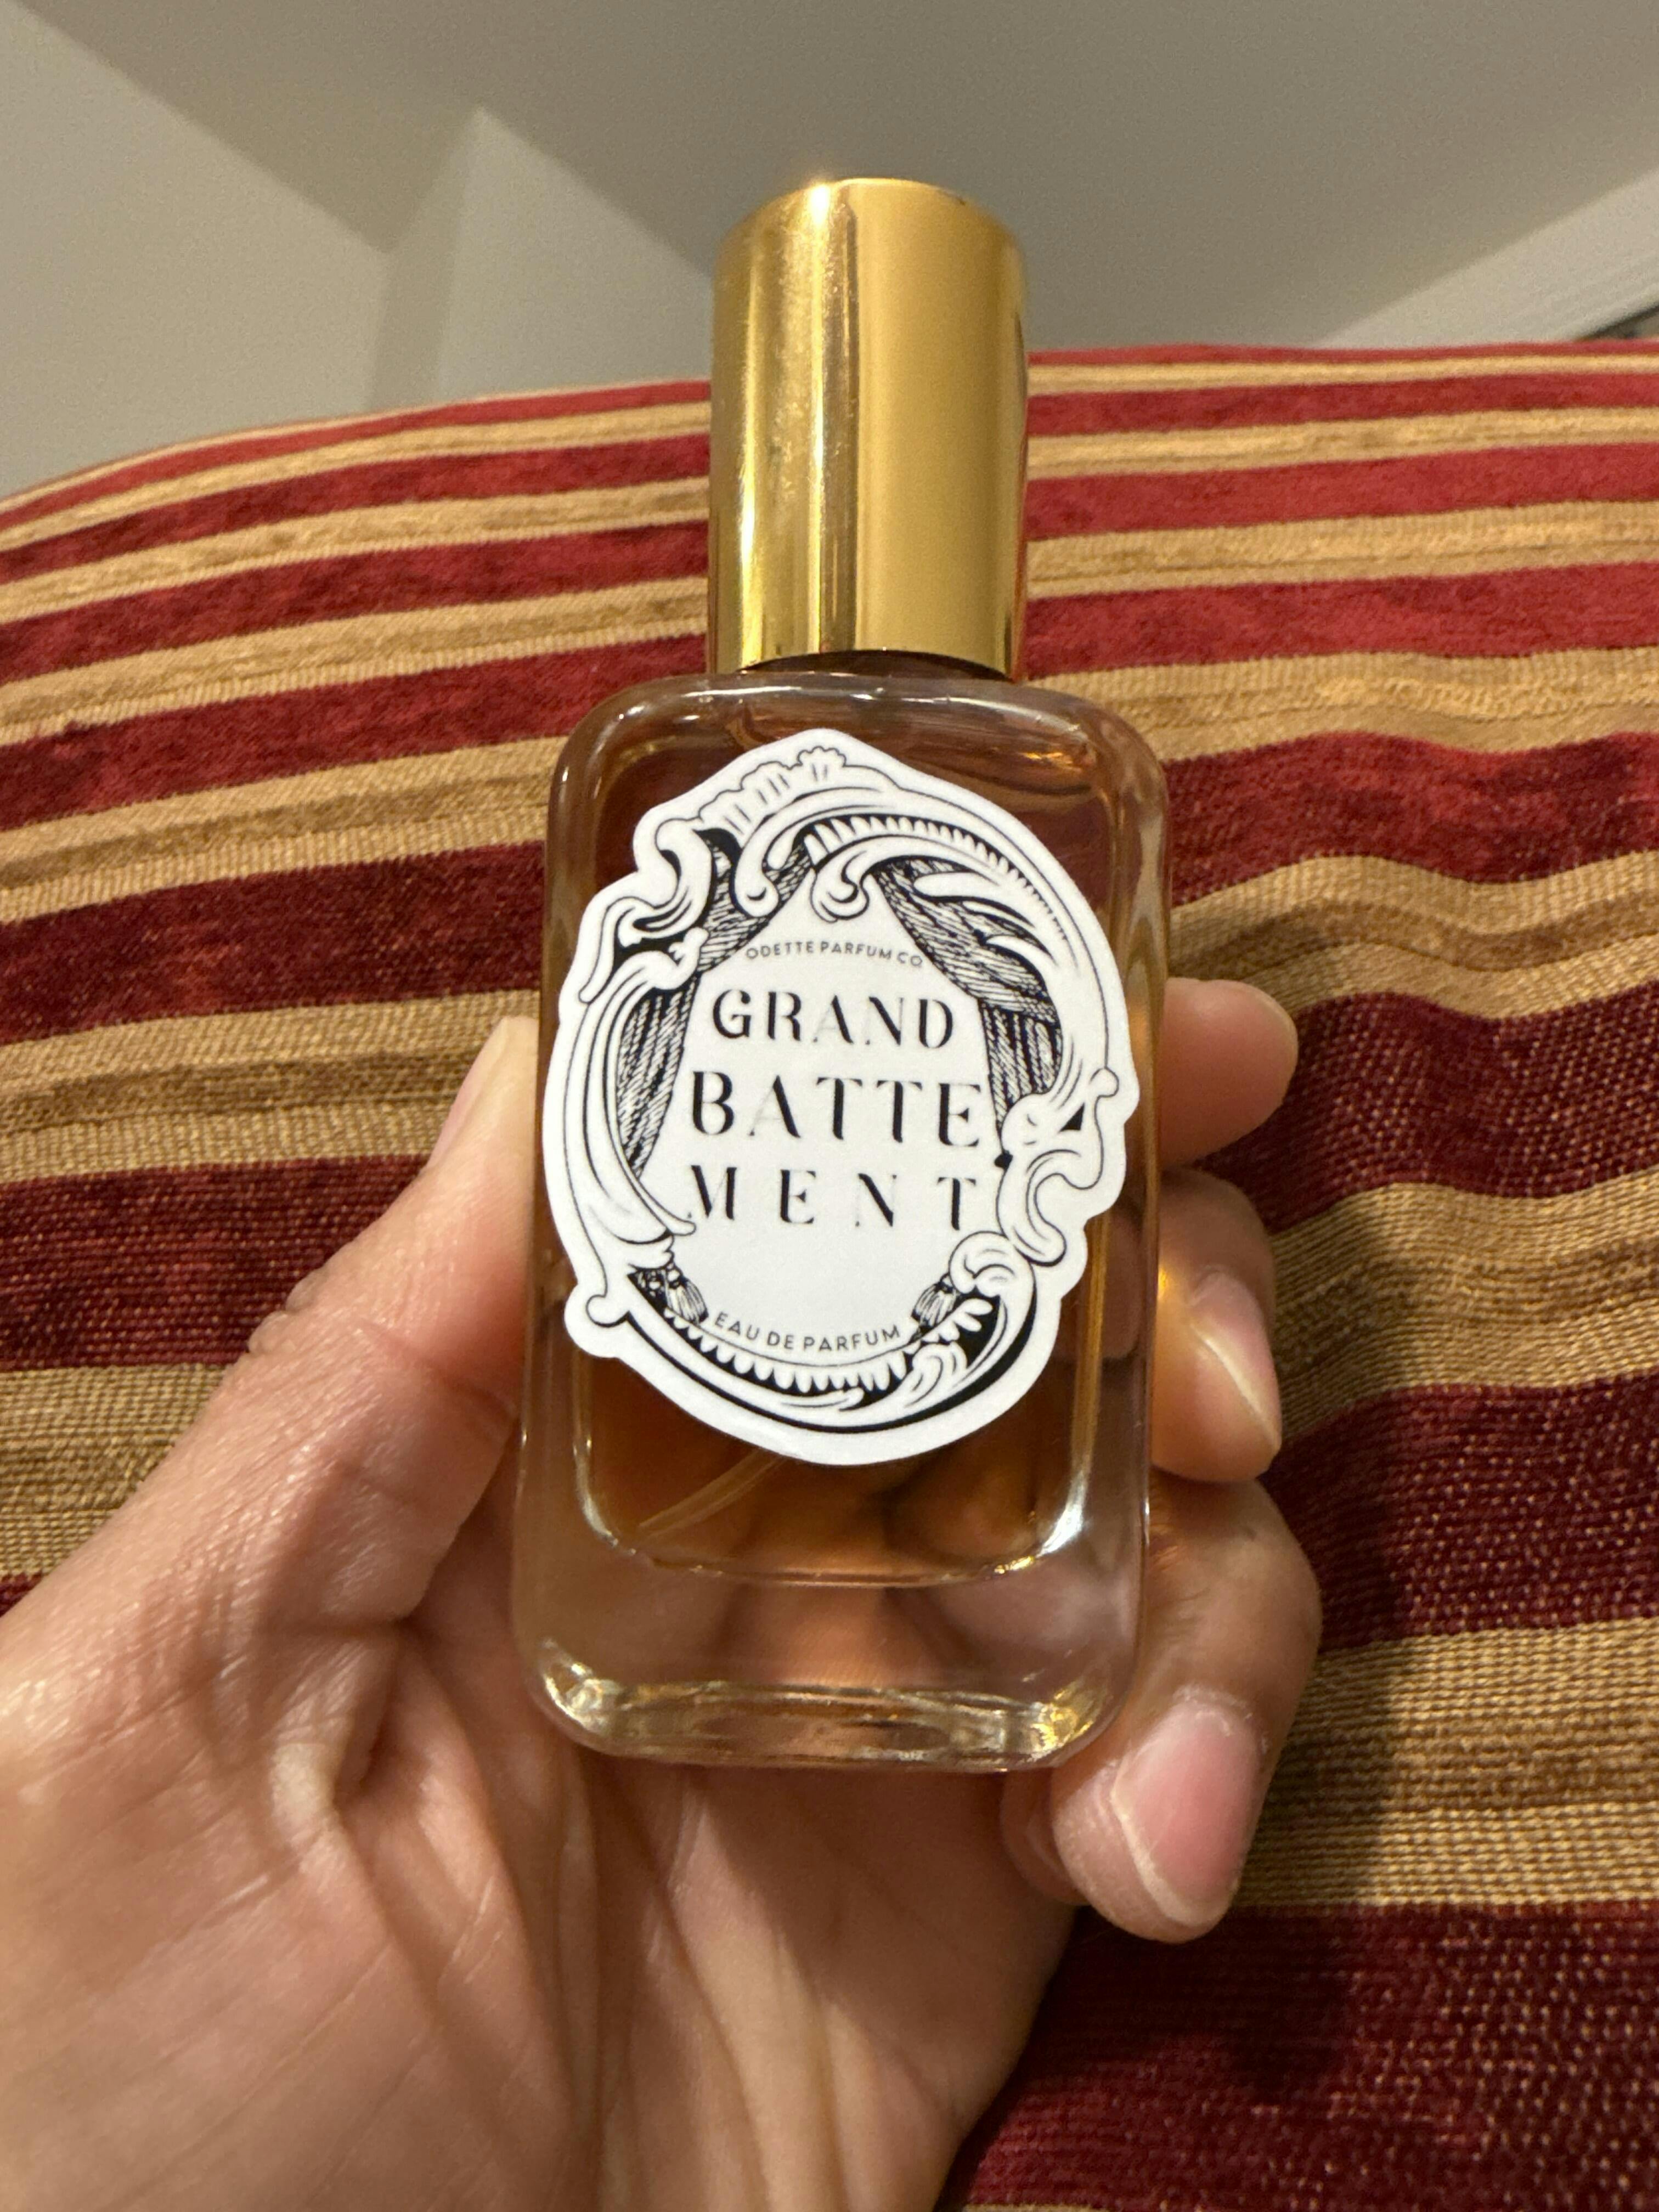 ODETTE PARFUM CO
GRAND
BATTE
MENT
EAU DE PARFUM